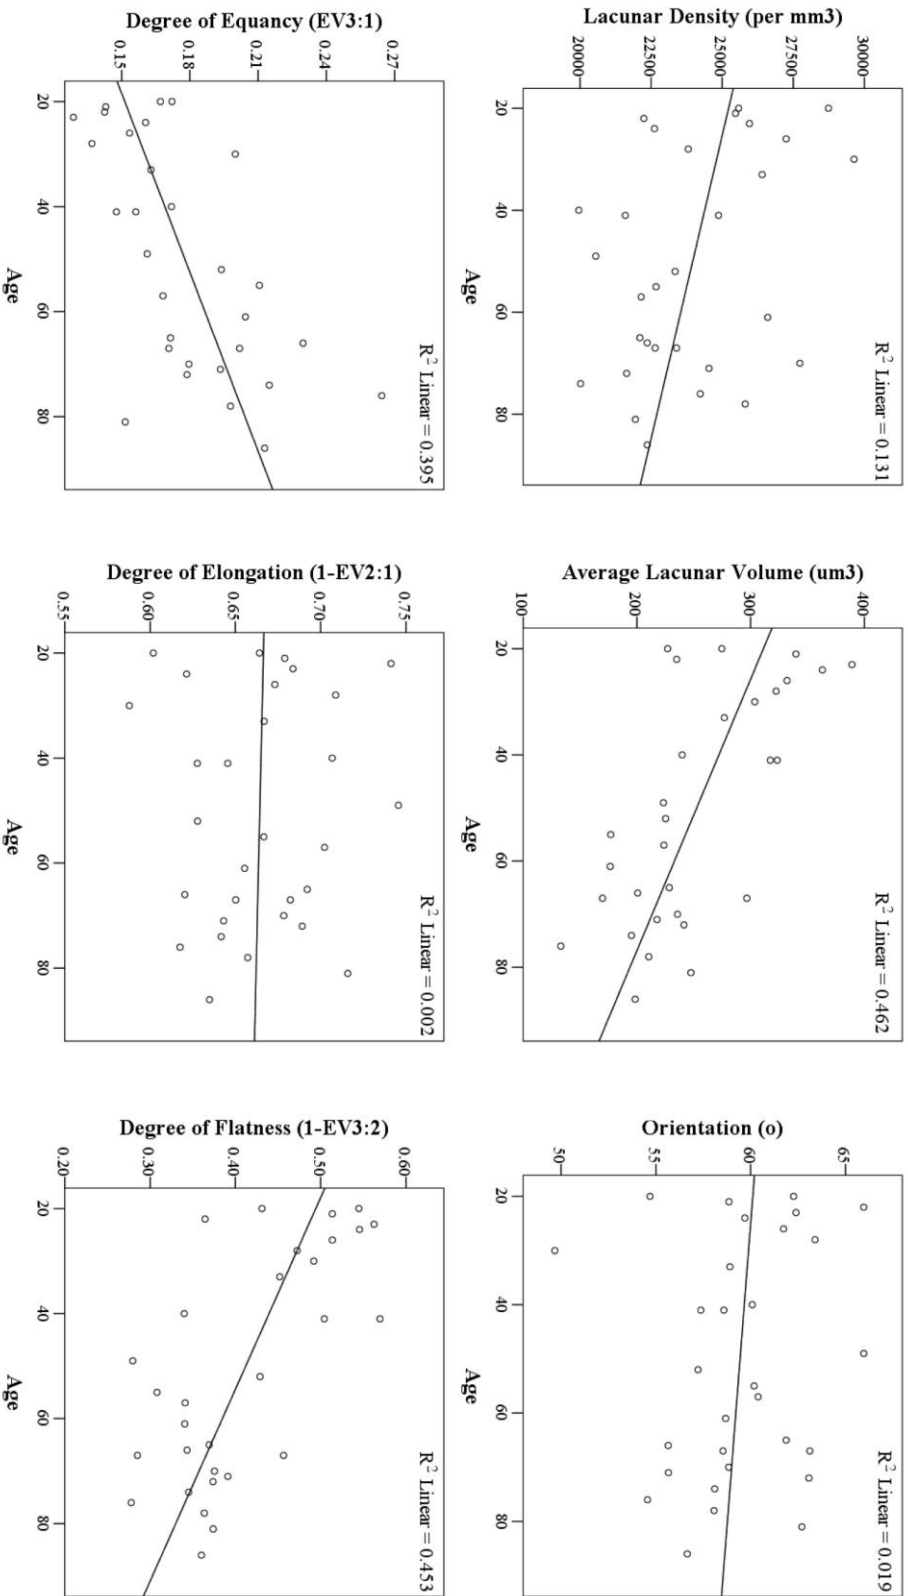 Lacunar Density (per mm3)
30000
27500
25000
22500
20000
20 40 60 80
Age
R² Linear = 0.131
Average Lacunar Volume (um3)
400
300
200
100
20 40 60 80
Age
R² Linear = 0.462
Orientation (o)
65
60
55
50
20 40 60 80
Age
R² Linear = 0.019
Degree of Equancy (EV3:1)
0.27
0.24
0.21
0.18
0.15
20 40 60 80
Age
R² Linear = 0.395
Degree of Elongation (1-EV2:1)
0.75
0.70
0.65
0.60
0.55
20 40 60 80
Age
R² Linear = 0.002
Degree of Flatness (1-EV3:2)
0.60
0.50
0.40
0.30
0.20
20 40 60 80
Age
R² Linear = 0.453